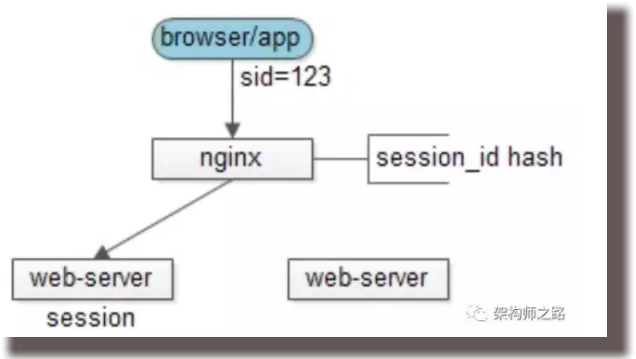 browser/app
sid=123
nginx
session_id hash
web-server
web-server
session
架构师之路